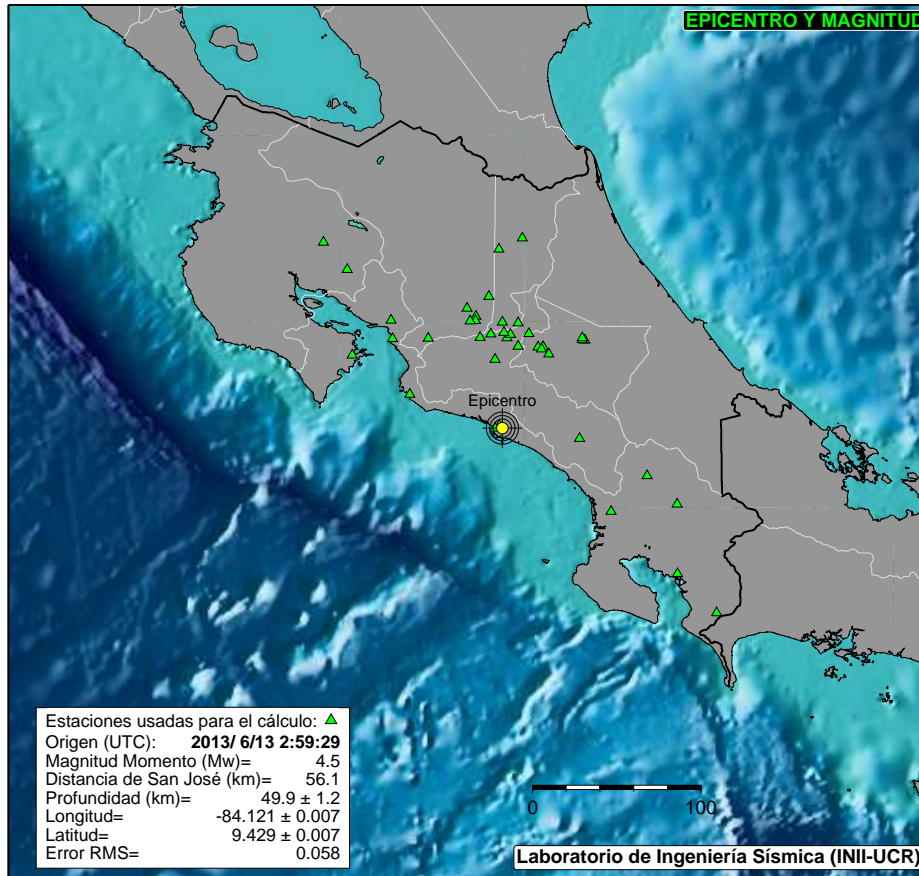 EPICENTRO Y MAGNITUD
Epicentro
Estaciones usadas para el cálculo:
Origen (UTC): 2013/ 6/13 2:59:29
Magnitud Momento (Mw)= 4.5
Distancia de San José (km)= 56.1
Profundidad (km)= 49.9 ± 1.2
Longitud= -84.121 ± 0.007
Latitud= 9.429 ± 0.007
Error RMS= 0.058
0 100
Laboratorio de Ingeniería Sísmica (INII-UCR)